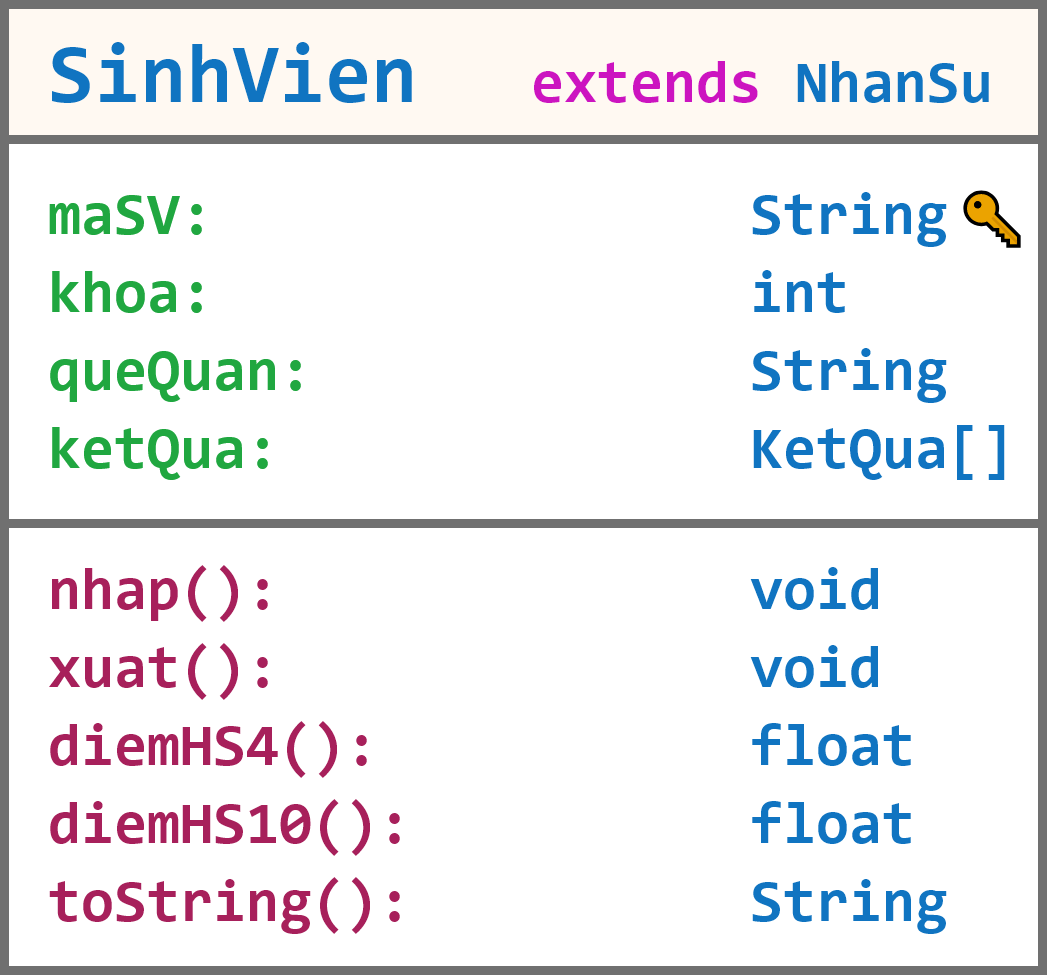 SinhVien extends NhanSu
maSV: String
khoa: int
queQuan: String
ketQua: KetQua[]
nhap(): void
xuat(): void
diemHS4(): float
diemHS10(): float
toString(): String